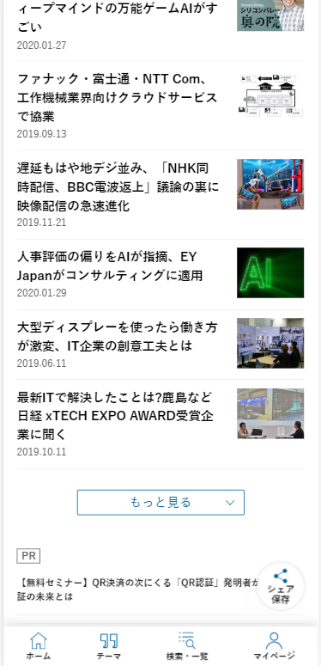 ィープマインドの万能ゲームAIがす
ごい
2020.01.27
シリコンバレー
奥の院
ファナック・富士通・NTT Com、
工作機械業界向けクラウドサービス
で協業
2019.09.13
遅延もはや地デジ並み、「NHK同
時配信、BBC電波返上」議論の裏に
映像配信の急速進化
2019.11.21
人事評価の偏りをAIが指摘、EY
Japanがコンサルティングに適用
2020.01.29
AI
大型ディスプレーを使ったら働き方
が激変、IT企業の創意工夫とは
2019.06.11
最新ITで解決したことは?鹿島など
日経 xTECH EXPO AWARD受賞企
業に聞く
2019.10.11
もっと見る
PR
【無料セミナー】QR決済の次にくる「QR認証」発明者が
証の未来とは
シェア
保存
ホーム
テーマ
検索・一覧
マイページ